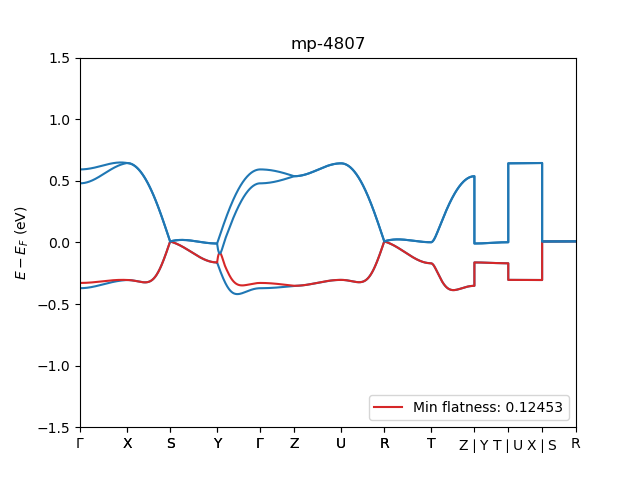 mp-4807
1.5
1.0
0.5
0.0
−0.5
−1.0
−1.5
E − E_F (eV)
Min flatness: 0.12453
Γ X S Y Γ Z U R T Z | Y T | U X | S R